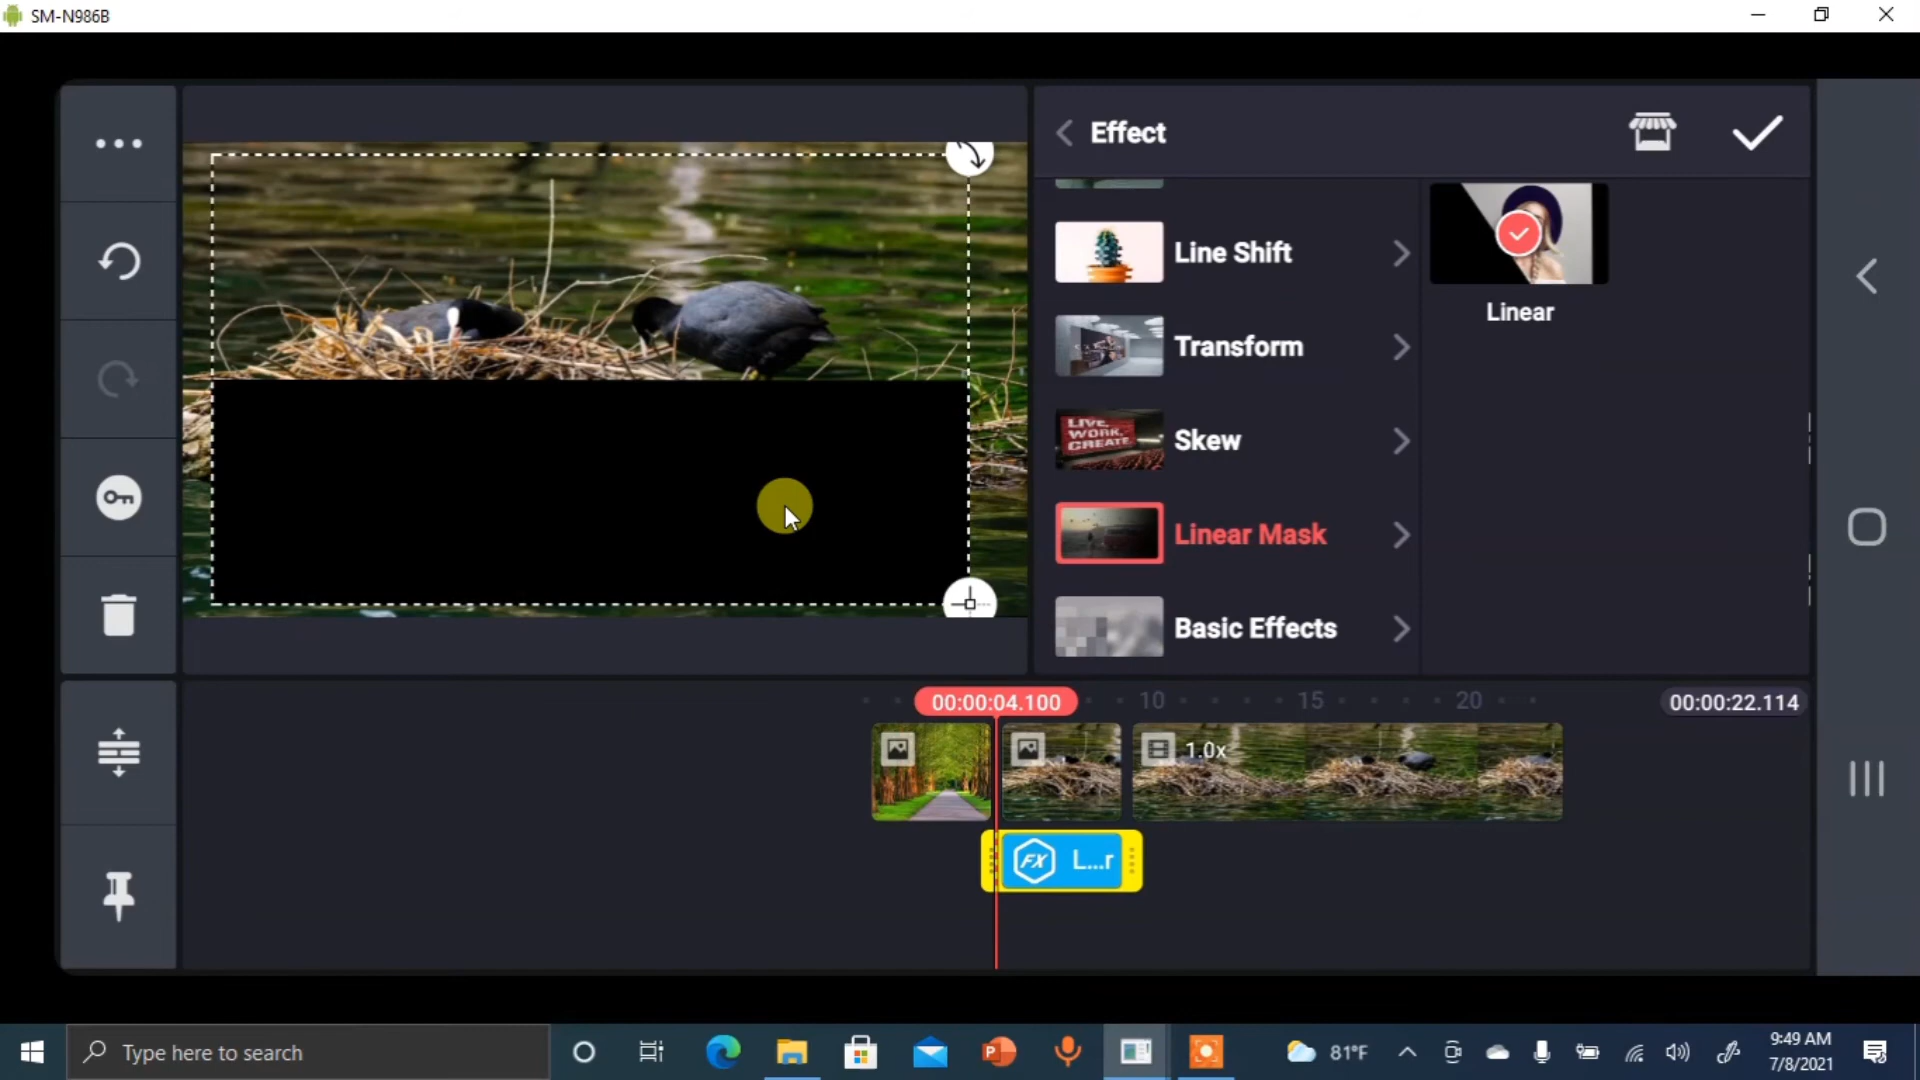 SM-N986B
Effect
Line Shift
Transform
LIVE, WORK, CREATE.
Skew
Linear Mask
Basic Effects
Linear
00:00:04.100
10
15
20
00:00:22.114
1.0x
FX
L...r
Type here to search
81°F
9:49 AM
7/8/2021